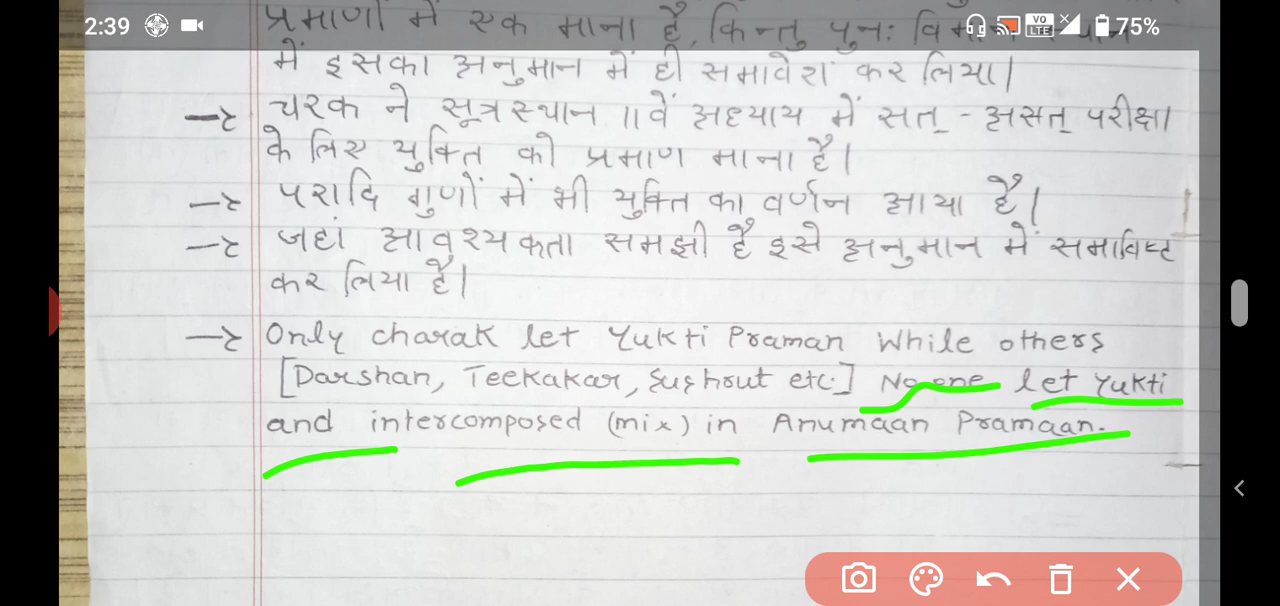 2:39 VO LTE 75%
प्रमाणों में एक माना है, किन्तु पुनः
में इसका अनुमान में ही समावेश कर लिया।
→ चरक ने सूत्रस्थान 11वें अध्याय में सत् - असत् परीक्षा
के लिए युक्ति को प्रमाण माना है।
→ परादि गुणों में भी युक्ति का वर्णन आया है।
→ जहां आवश्यकता समझी है इसे अनुमान में समाविष्ट
कर लिया है।
→ Only charak let Yukti Praman While others
[Darshan, Teekakar, Sushrut etc.] No one let Yukti
and intercomposed (mix) in Anumaan Pramaan.